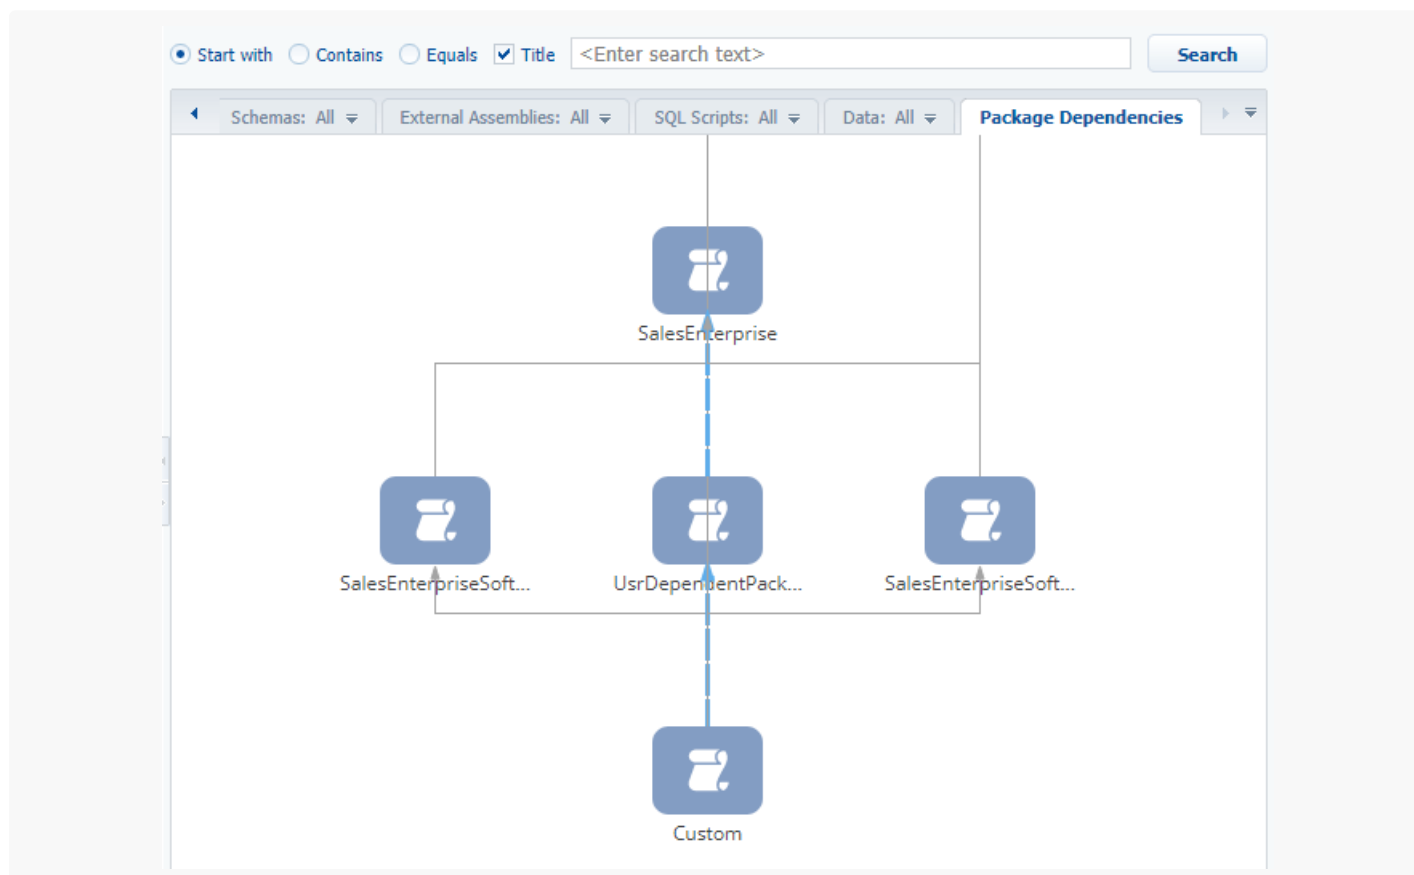 Start with Contains Equals Title <Enter search text> Search
Schemas: All External Assemblies: All SQL Scripts: All Data: All Package Dependencies
SalesEnterprise
SalesEnterpriseSoft... UsrDependentPack... SalesEnterpriseSoft...
Custom